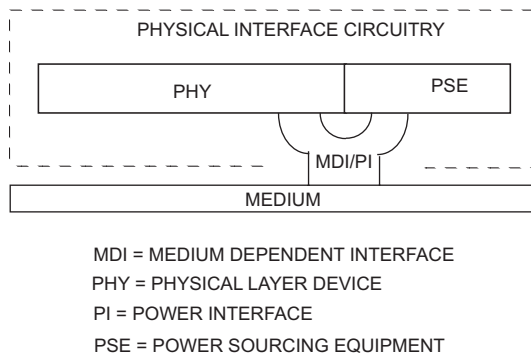 PHYSICAL INTERFACE CIRCUITRY
PHY
PSE
MDI/PI
MEDIUM
MDI = MEDIUM DEPENDENT INTERFACE
PHY = PHYSICAL LAYER DEVICE
PI = POWER INTERFACE
PSE = POWER SOURCING EQUIPMENT